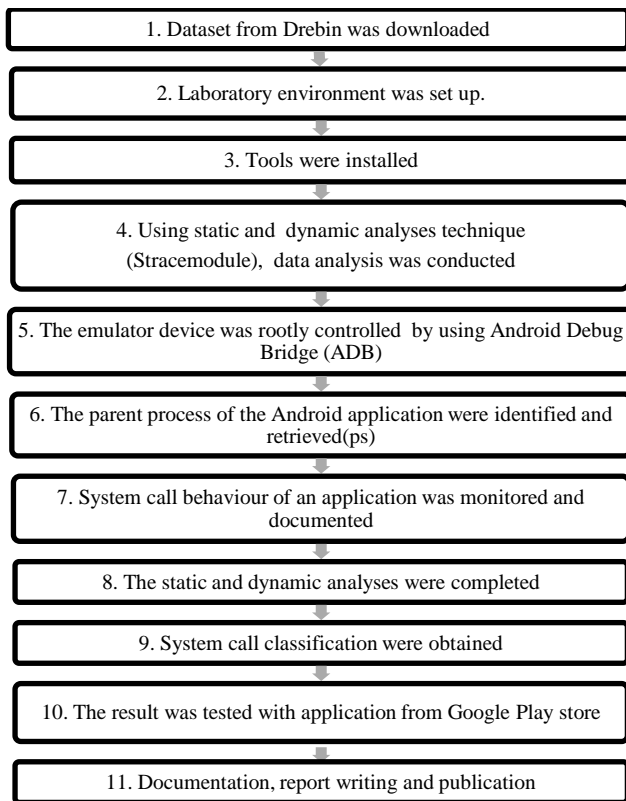 1. Dataset from Drebin was downloaded
2. Laboratory environment was set up.
3. Tools were installed
4. Using static and dynamic analyses technique
(Stracemodule), data analysis was conducted
5. The emulator device was rootly controlled by using Android Debug
Bridge (ADB)
6. The parent process of the Android application were identified and
retrieved(ps)
7. System call behaviour of an application was monitored and
documented
8. The static and dynamic analyses were completed
9. System call classification were obtained
10. The result was tested with application from Google Play store
11. Documentation, report writing and publication